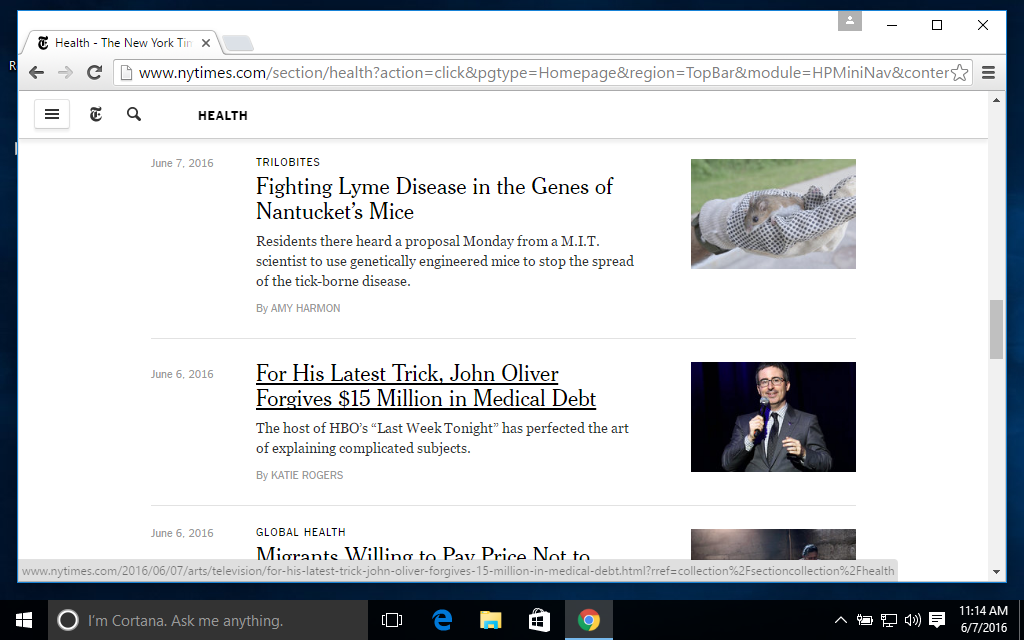 Health - The New York Tim
www.nytimes.com/section/health?action=click&pgtype=Homepage&region=TopBar&module=HPMiniNav&conter
HEALTH
June 7, 2016
TRILOBITES
Fighting Lyme Disease in the Genes of
Nantucket's Mice
Residents there heard a proposal Monday from a M.I.T.
scientist to use genetically engineered mice to stop the spread
of the tick-borne disease.
By AMY HARMON
June 6, 2016
For His Latest Trick, John Oliver
Forgives $15 Million in Medical Debt
The host of HBO's “Last Week Tonight” has perfected the art
of explaining complicated subjects.
By KATIE ROGERS
June 6, 2016
GLOBAL HEALTH
Migrants Willing to Pay Price Not to
www.nytimes.com/2016/06/07/arts/television/for-his-latest-trick-john-oliver-forgives-15-million-in-medical-debt.html?rref=collection%2Fsectioncollection%2Fhealth
I'm Cortana. Ask me anything.
11:14 AM
6/7/2016